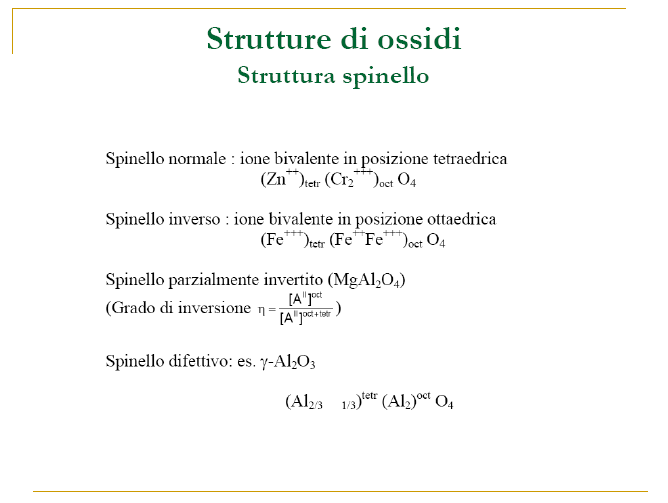 Strutture di ossidi
Struttura spinello
Spinello normale : ione bivalente in posizione tetraedrica
(Zn⁺⁺)tetr (Cr₂⁺⁺⁺)oct O₄
Spinello inverso : ione bivalente in posizione ottaedrica
(Fe⁺⁺⁺)tetr (Fe⁺⁺Fe⁺⁺⁺)oct O₄
Spinello parzialmente invertito (MgAl₂O₄)
(Grado di inversione η = [Aᴵᴵ]oct / [Aᴵᴵ]oct+tetr )
Spinello difettivo: es. γ-Al₂O₃
(Al2/3 1/3)tetr (Al₂)oct O₄